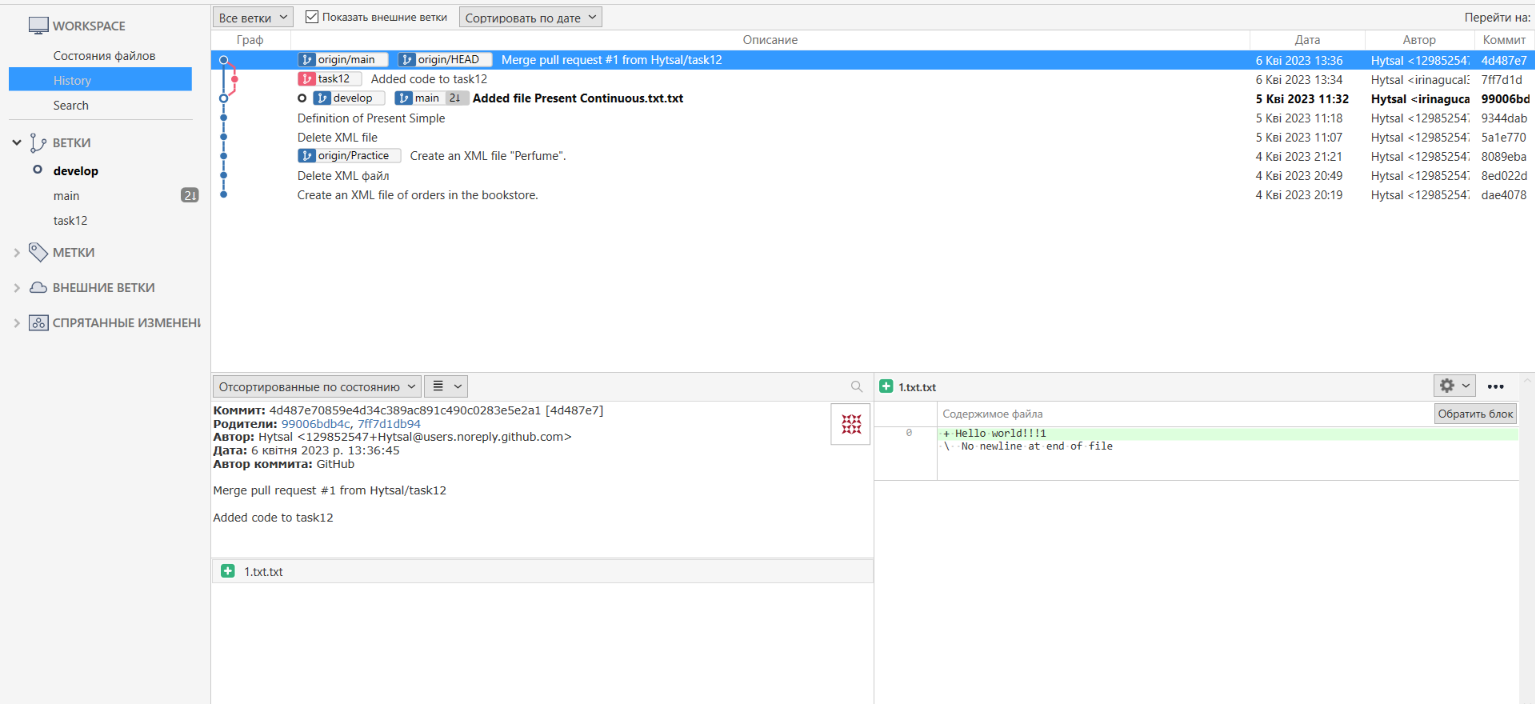 WORKSPACE
Состояния файлов
History
Search
ВЕТКИ
develop
main 2↓
task12
МЕТКИ
ВНЕШНИЕ ВЕТКИ
СПРЯТАННЫЕ ИЗМЕНЕНИ
Все ветки Показать внешние ветки Сортировать по дате Перейти на:
Граф Описание Дата Автор Коммит
origin/main origin/HEAD Merge pull request #1 from Hytsal/task12 6 Кві 2023 13:36 Hytsal <129852547 4d487e7
task12 Added code to task12 6 Кві 2023 13:34 Hytsal <irinagucal3 7ff7d1d
develop main 2↓ Added file Present Continuous.txt.txt 5 Кві 2023 11:32 Hytsal <irinaguca 99006bd
Definition of Present Simple 5 Кві 2023 11:18 Hytsal <129852547 9344dab
Delete XML file 5 Кві 2023 11:07 Hytsal <129852547 5a1e770
origin/Practice Create an XML file "Perfume". 4 Кві 2023 21:21 Hytsal <129852547 8089eba
Delete XML файл 4 Кві 2023 20:49 Hytsal <129852547 8ed022d
Create an XML file of orders in the bookstore. 4 Кві 2023 20:19 Hytsal <129852547 dae4078
Отсортированные по состоянию
Коммит: 4d487e70859e4d34c389ac891c490c0283e5e2a1 [4d487e7]
Родители: 99006bdb4c, 7ff7d1db94
Автор: Hytsal <129852547+Hytsal@users.noreply.github.com>
Дата: 6 квітня 2023 р. 13:36:45
Автор коммита: GitHub
Merge pull request #1 from Hytsal/task12
Added code to task12
1.txt.txt
1.txt.txt
Содержимое файла Обратить блок
0 + Hello world!!!1
\ No newline at end of file